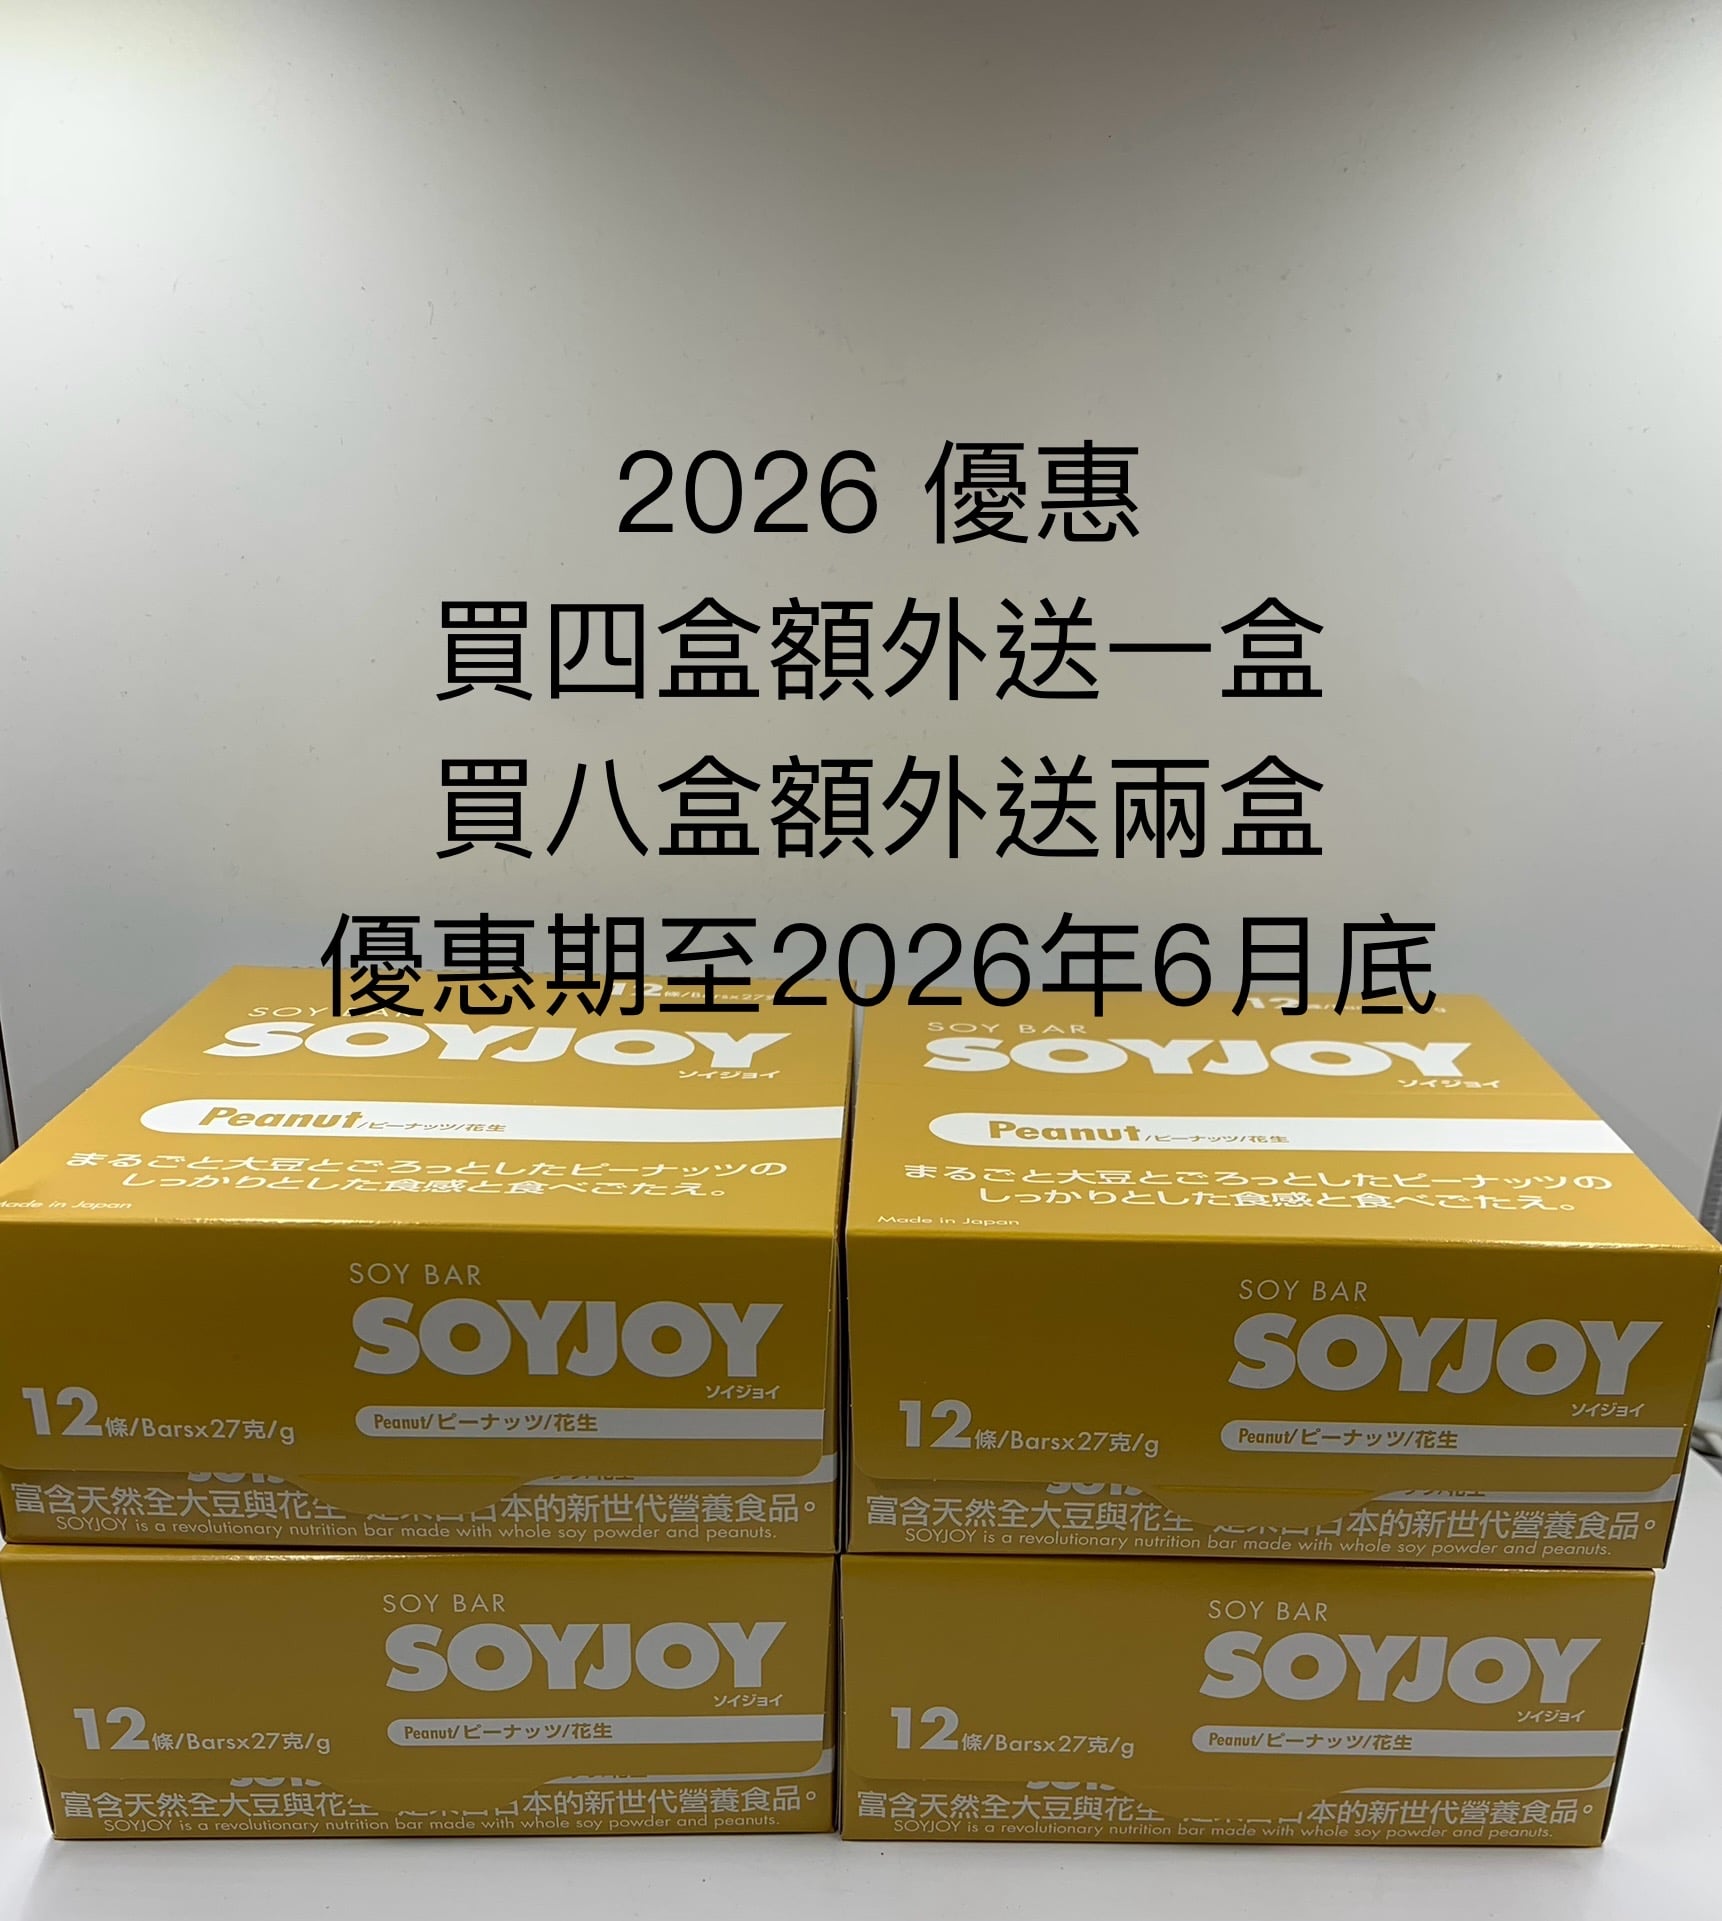 2026 優惠
買四盒額外送一盒
買八盒額外送兩盒
優惠期至2026年6月底
SOY BAR
SOYJOY
ソイジョイ
Peanut/ピーナッツ/花生
まるごと大豆とごろっとしたピーナッツの
しっかりとした食感と食べごたえ。
Made in Japan
SOY BAR
SOYJOY
ソイジョイ
12條/Barsx27克/g
Peanut/ピーナッツ/花生
富含天然全大豆與花生
日本的新世代營養食品。
SOYJOY is a revolutionary nutrition bar made with whole soy powder and peanuts.
SOY BAR
SOYJOY
ソイジョイ
Peanut/ピーナッツ/花生
まるごと大豆とごろっとしたピーナッツの
しっかりとした食感と食べごたえ。
Made in Japan
SOY BAR
SOYJOY
ソイジョイ
12條/Barsx27克/g
Peanut/ピーナッツ/花生
富含天然全大豆與花生
日本的新世代營養食品。
SOYJOY is a revolutionary nutrition bar made with whole soy powder and peanuts.
SOY BAR
SOYJOY
ソイジョイ
12條/Barsx27克/g
Peanut/ピーナッツ/花生
富含天然全大豆與花生
本的新世代營養食品。
SOYJOY is a revolutionary nutrition bar made with whole soy powder and peanuts.
SOY BAR
SOYJOY
ソイジョイ
12條/Barsx27克/g
Peanut/ピーナッツ/花生
富含天然全大豆與花生
本的新世代營養食品。
SOYJOY is a revolutionary nutrition bar made with whole soy powder and peanuts.